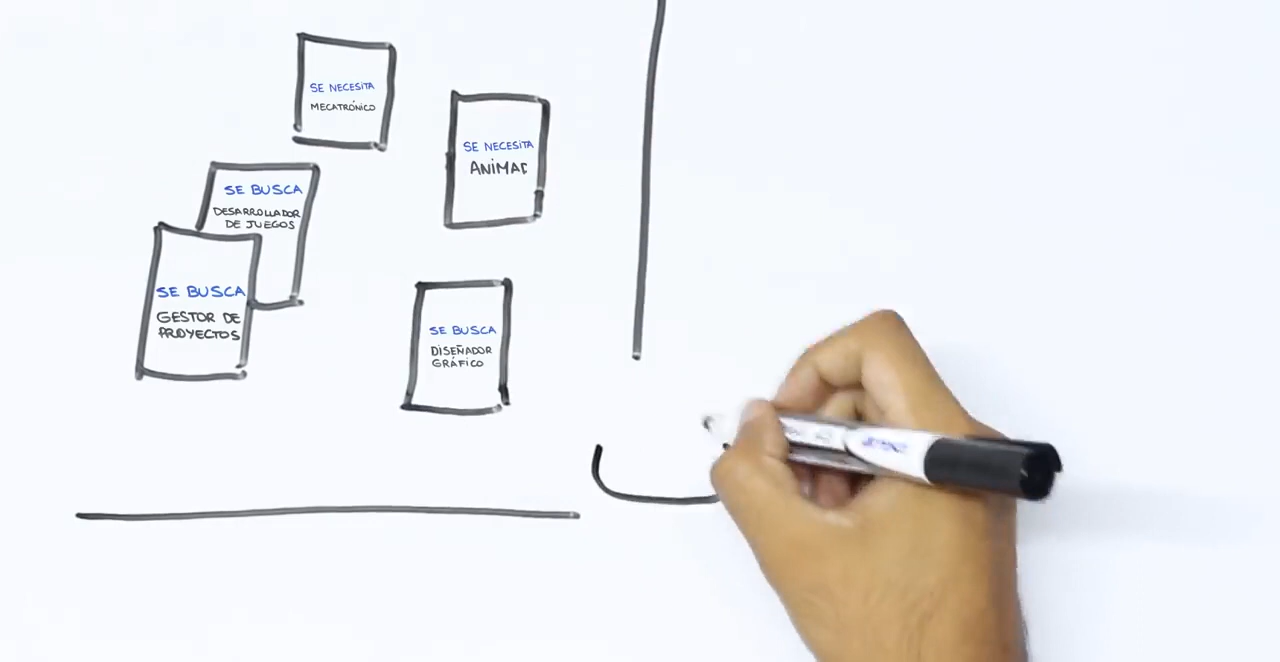 SE NECESITA
MECATRÓNICO
SE NECESITA
ANIMAC
SE BUSCA
DESARROLLADOR
DE JUEGOS
SE BUSCA
GESTOR DE
PROYECTOS
SE BUSCA
DISEÑADOR
GRÁFICO